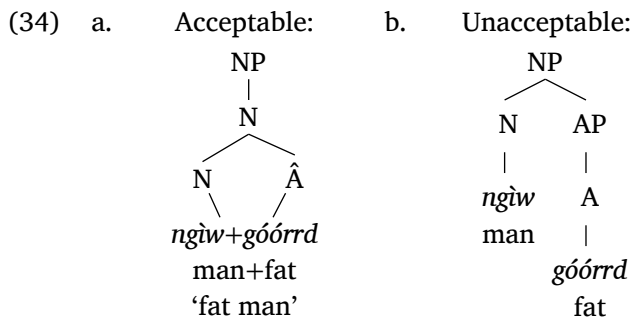 (34) a. Acceptable: b. Unacceptable:
NP NP
N N AP
N Â ngìw A
ngìw+góórrd man
man+fat góórrd
‘fat man’ fat